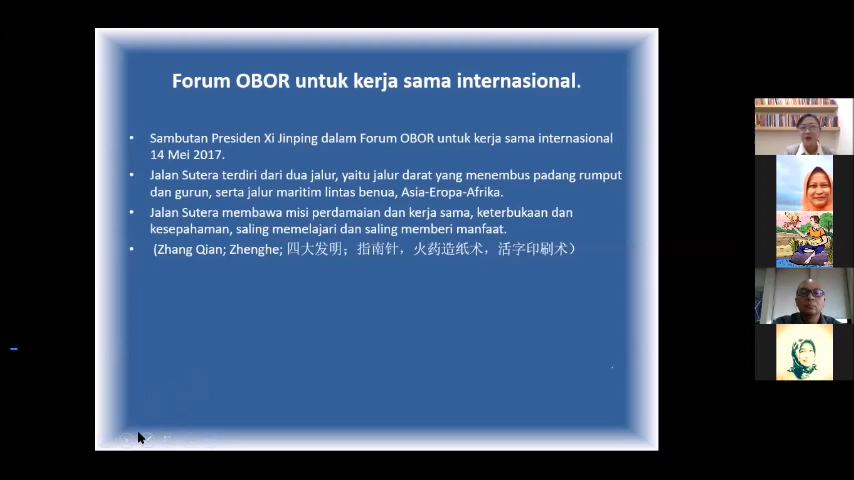 Forum OBOR untuk kerja sama internasional.
• Sambutan Presiden Xi Jinping dalam Forum OBOR untuk kerja sama internasional
14 Mei 2017.
• Jalan Sutera terdiri dari dua jalur, yaitu jalur darat yang menembus padang rumput
dan gurun, serta jalur maritim lintas benua, Asia-Eropa-Afrika.
• Jalan Sutera membawa misi perdamaian dan kerja sama, keterbukaan dan
kesepahaman, saling memelajari dan saling memberi manfaat.
• (Zhang Qian; Zhenghe; 四大发明；指南针，火药造纸术，活字印刷术）